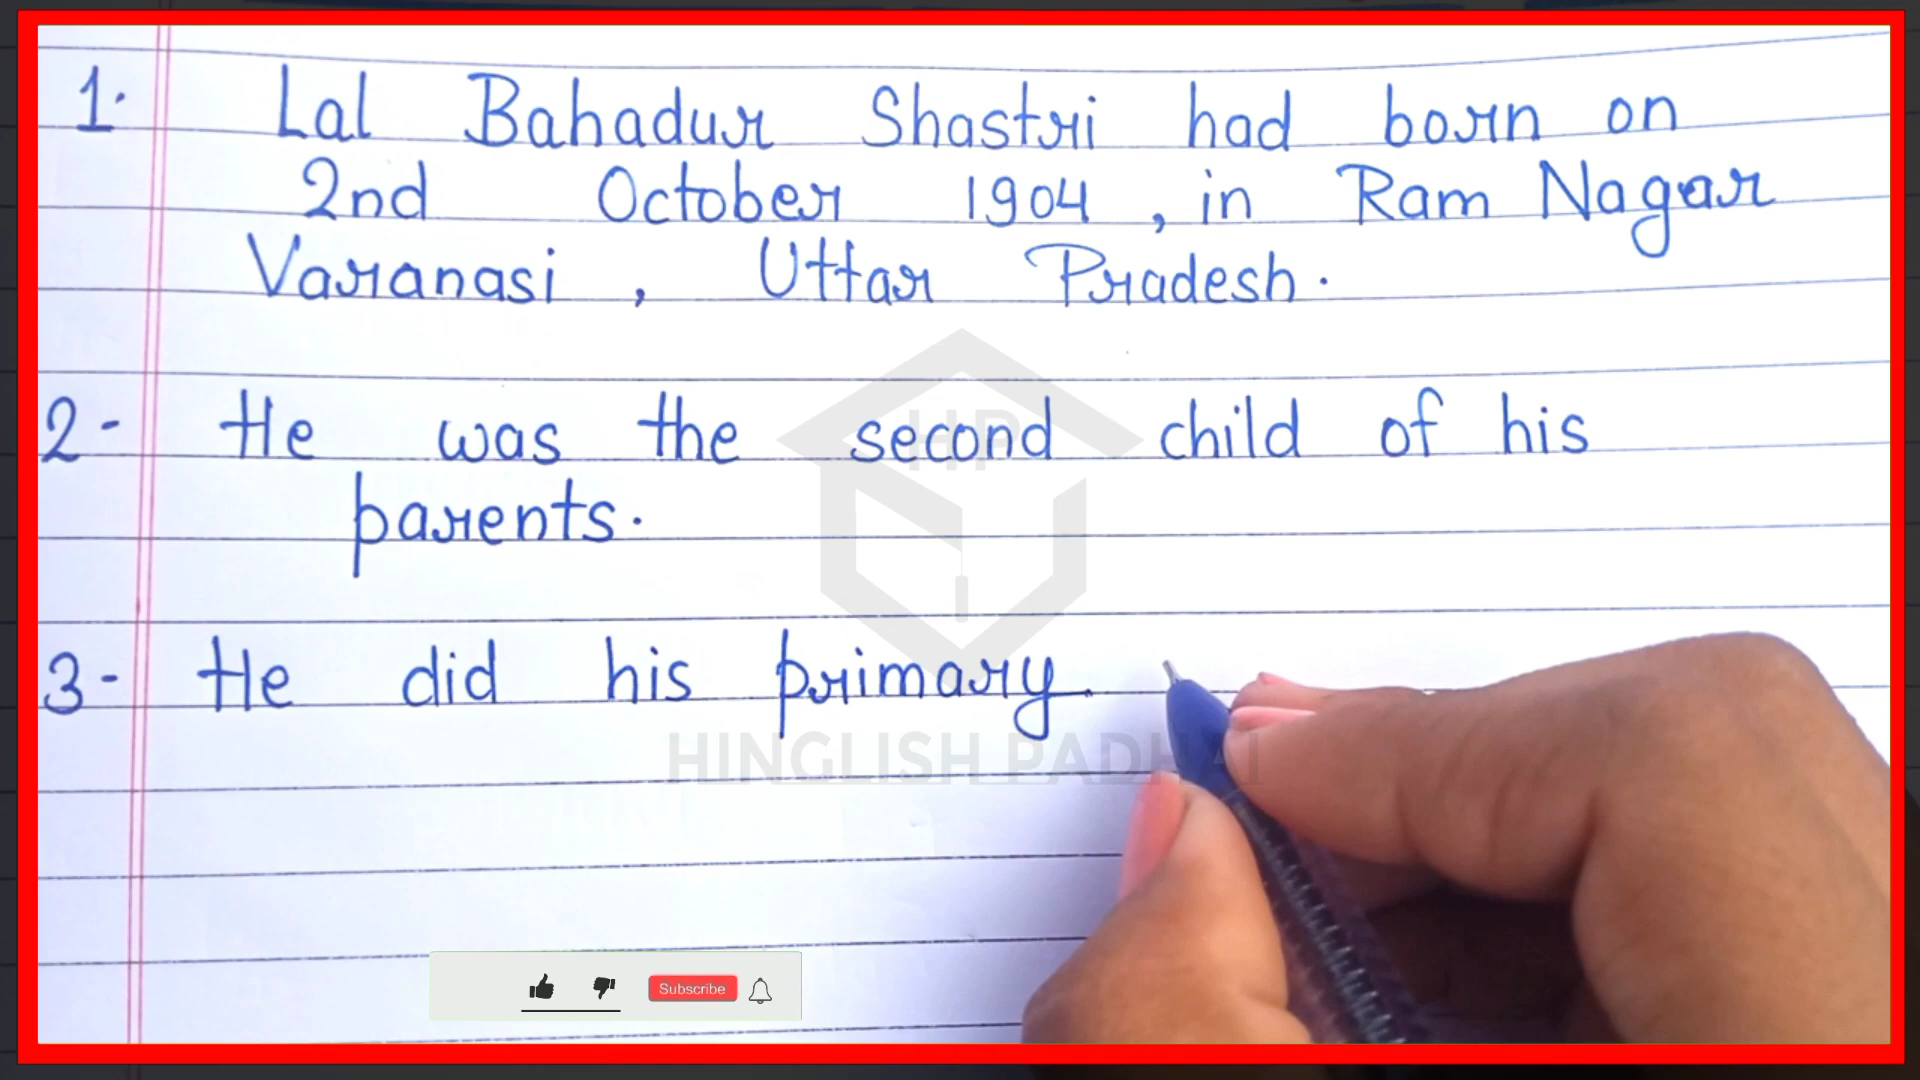 1. Lal Bahadur Shastri had born on
2nd October 1904, in Ram Nagar
Varanasi, Uttar Pradesh.
2- He was the second child of his
parents.
3- He did his primary.
HP
HINGLISH PADHAI
Subscribe